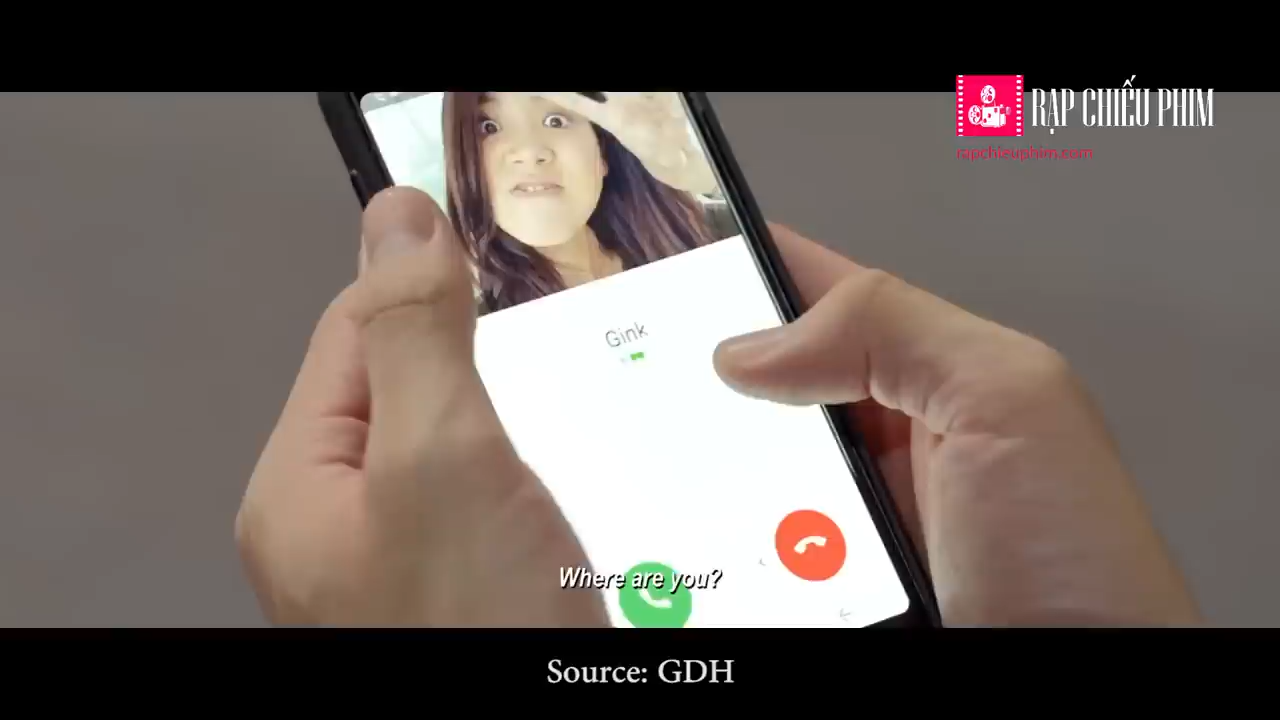 RẠP CHIẾU PHIM
rapchieuphim.com
Gink
Where are you?
Source: GDH